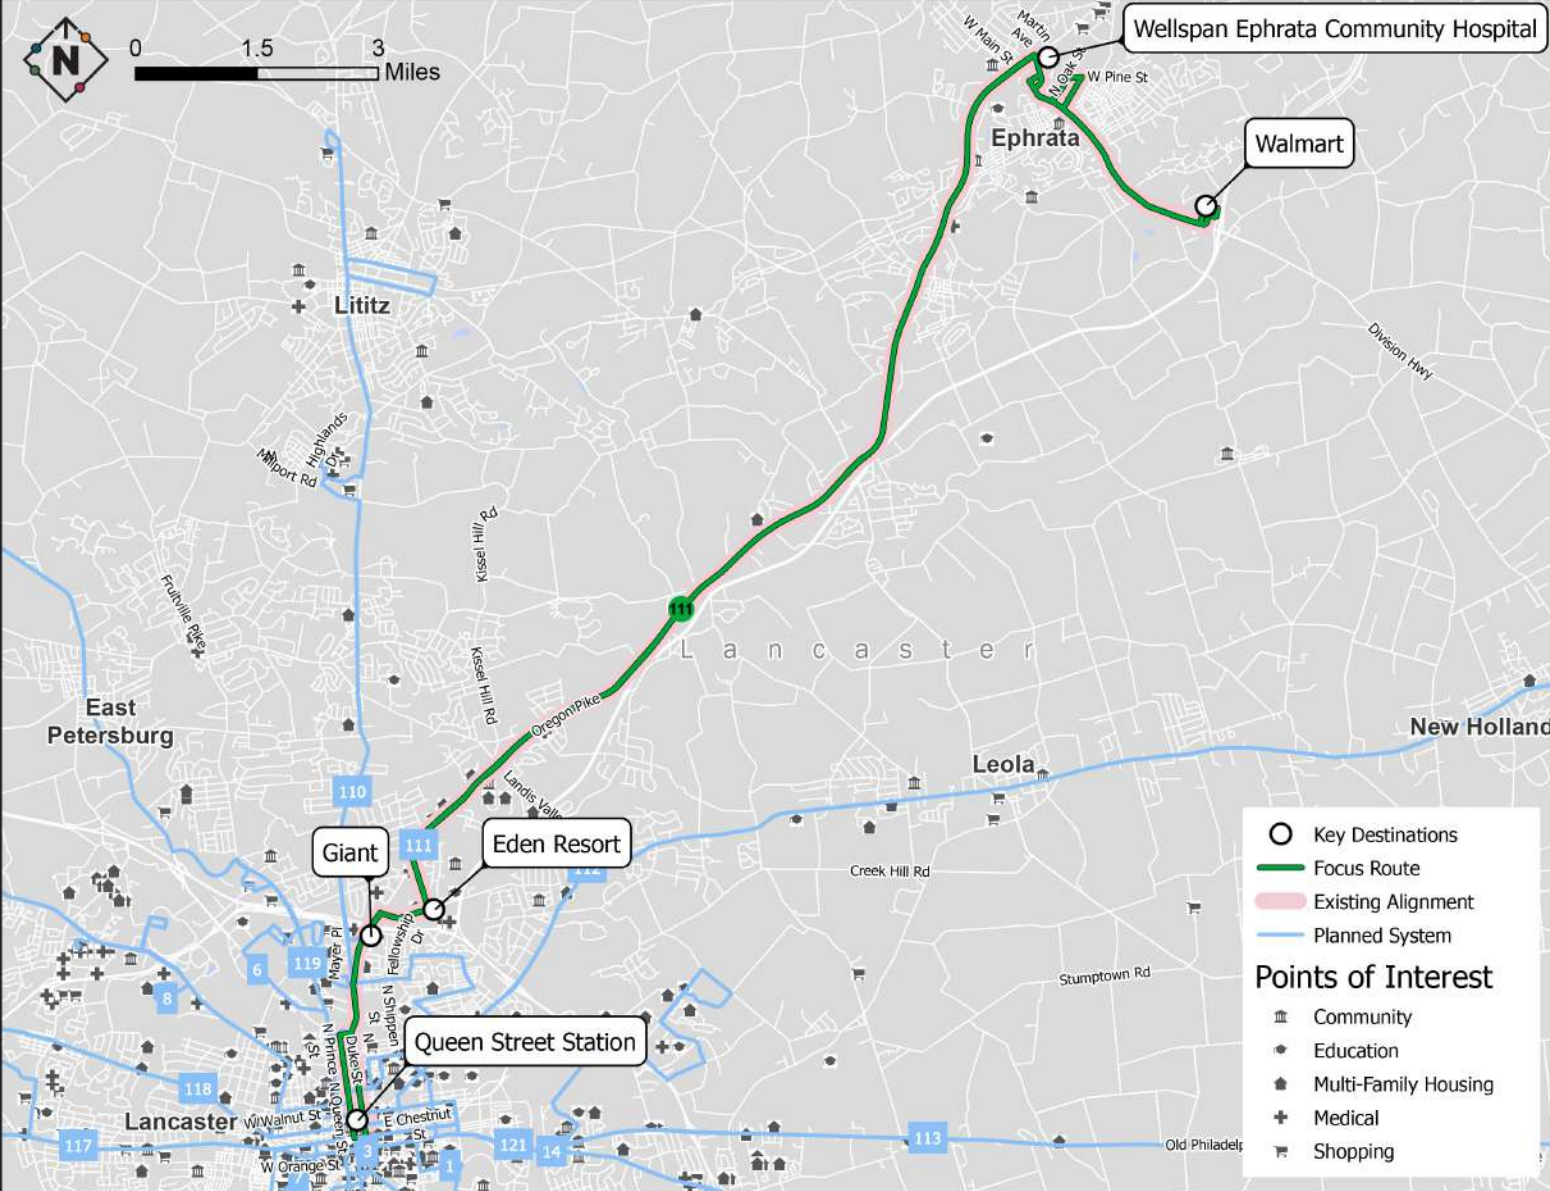 N
0 1.5 3
Miles
Wellspan Ephrata Community Hospital
Martin
Ave
W Main St
N Oak St
W Pine St
Ephrata
Walmart
Division Hwy
Lititz
Highlands
Dr
Millport Rd
Kissel Hill Rd
Fruitville Pike
111
Lancaster
Kissel Hill Rd
East
Petersburg
Oregon Pike
New Holland
Leola
110
Landis Valle
111
Giant
Eden Resort
112
Creek Hill Rd
Mayer Pl
Fellowship
Dr
119
6
8
Stumptown Rd
N Shippen
St
N
Queen Street Station
N Prince
St
Duke St
N Queen St
118
Lancaster
W Walnut St
E Chestnut
St
117
3
121
14
113
Old Philadelp
W Orange St
1
7
Key Destinations
Focus Route
Existing Alignment
Planned System
Points of Interest
Community
Education
Multi-Family Housing
Medical
Shopping